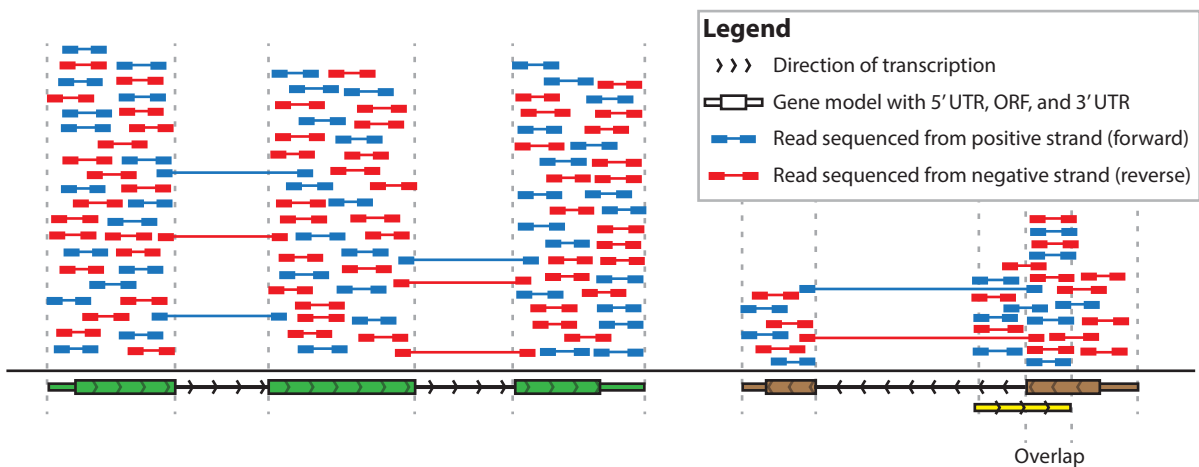 Legend
Direction of transcription
Gene model with 5' UTR, ORF, and 3' UTR
Read sequenced from positive strand (forward)
Read sequenced from negative strand (reverse)
Overlap